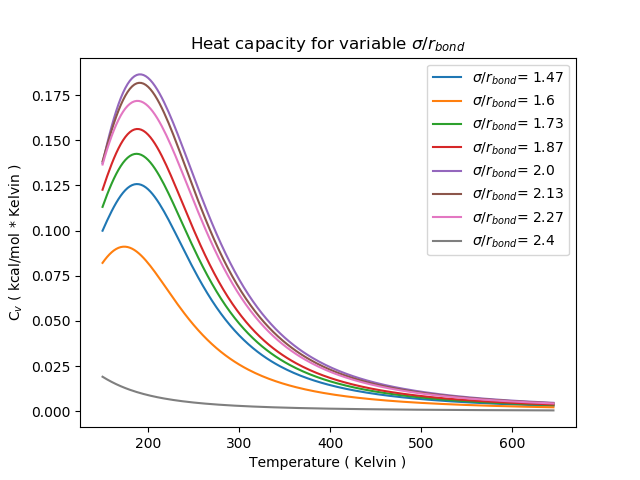 Heat capacity for variable σ/r_bond
C_v ( kcal/mol * Kelvin )
0.175
0.150
0.125
0.100
0.075
0.050
0.025
0.000
σ/r_bond= 1.47
σ/r_bond= 1.6
σ/r_bond= 1.73
σ/r_bond= 1.87
σ/r_bond= 2.0
σ/r_bond= 2.13
σ/r_bond= 2.27
σ/r_bond= 2.4
200 300 400 500 600
Temperature ( Kelvin )